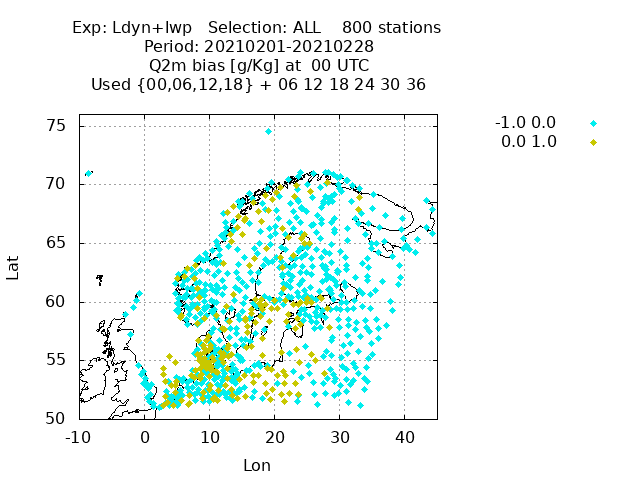 Exp: Ldyn+lwp   Selection: ALL    800 stations
Period: 20210201-20210228
Q2m bias [g/Kg] at  00 UTC
Used {00,06,12,18} + 06 12 18 24 30 36
-1.0 0.0
0.0 1.0
75
70
65
60
55
50
Lat
-10 0 10 20 30 40
Lon